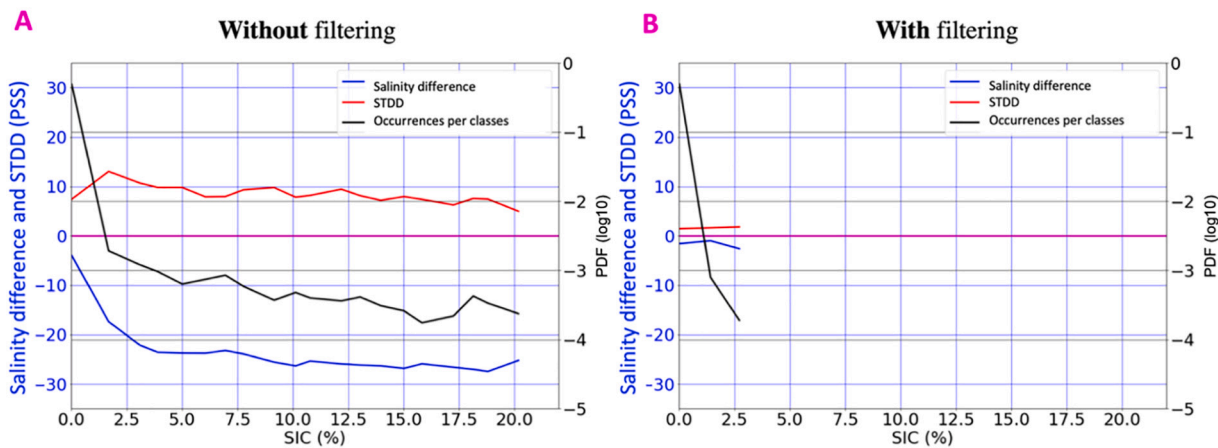 A
Without filtering
Salinity difference and STDD (PSS)
30
20
10
0
−10
−20
−30
Salinity difference
STDD
Occurrences per classes
0
−1
−2
−3
−4
−5
PDF (log10)
0.0 2.5 5.0 7.5 10.0 12.5 15.0 17.5 20.0
SIC (%)
B
With filtering
Salinity difference and STDD (PSS)
30
20
10
0
−10
−20
−30
Salinity difference
STDD
Occurrences per classes
0
−1
−2
−3
−4
−5
PDF (log10)
0.0 2.5 5.0 7.5 10.0 12.5 15.0 17.5 20.0
SIC (%)